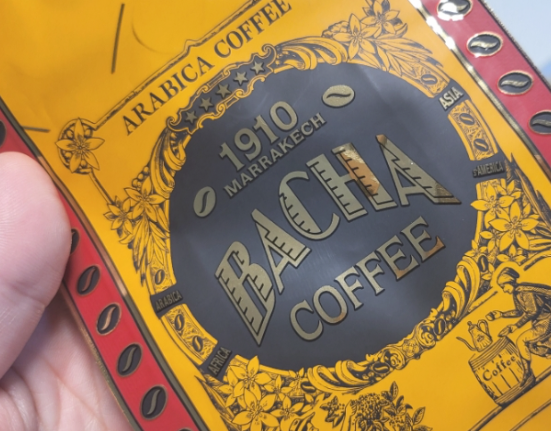 ARABICA COFFEE
1910
MARRAKECH
BACHA
COFFEE
ASIA
AMERICA
ARABICA
AFRICA
Coffee